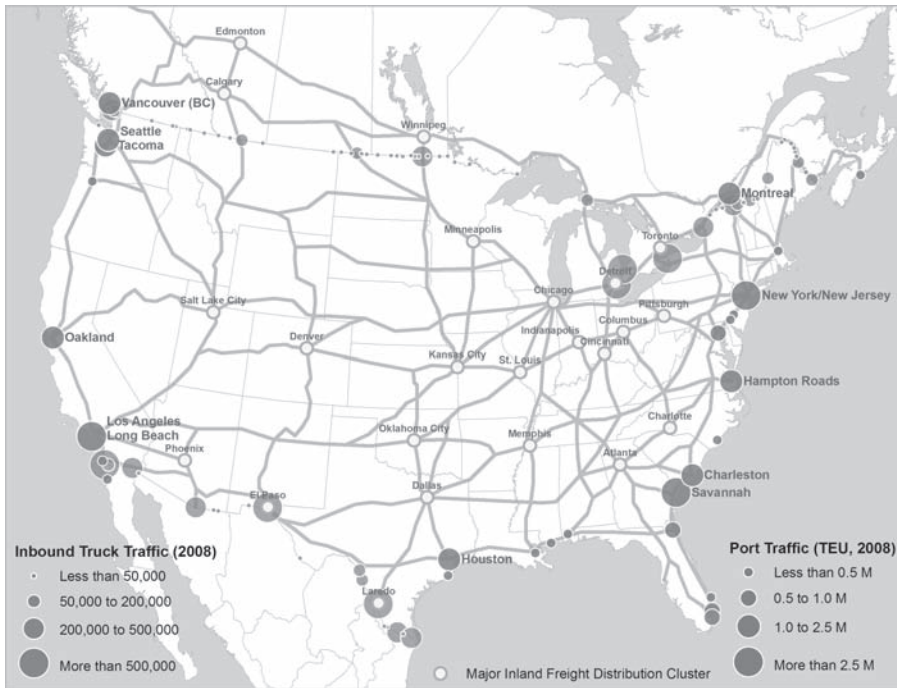 Edmonton
Calgary
Vancouver (BC)
Winnipeg
Seattle
Tacoma
Montreal
Minneapolis
Toronto
Detroit
Chicago
New York/New Jersey
Salt Lake City
Pittsburgh
Columbus
Indianapolis
Oakland
Denver
Cincinnati
Kansas City
St. Louis
Hampton Roads
Los Angeles
Long Beach
Oklahoma City
Charlotte
Memphis
Phoenix
Atlanta
Charleston
Dallas
Savannah
El Paso
Houston
Laredo
Inbound Truck Traffic (2008)
Less than 50,000
50,000 to 200,000
200,000 to 500,000
More than 500,000
Port Traffic (TEU, 2008)
Less than 0.5 M
0.5 to 1.0 M
1.0 to 2.5 M
More than 2.5 M
Major Inland Freight Distribution Cluster